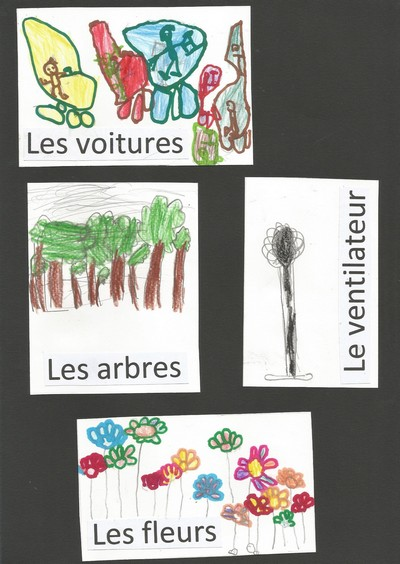 Les voitures
Les arbres
Le ventilateur
Les fleurs